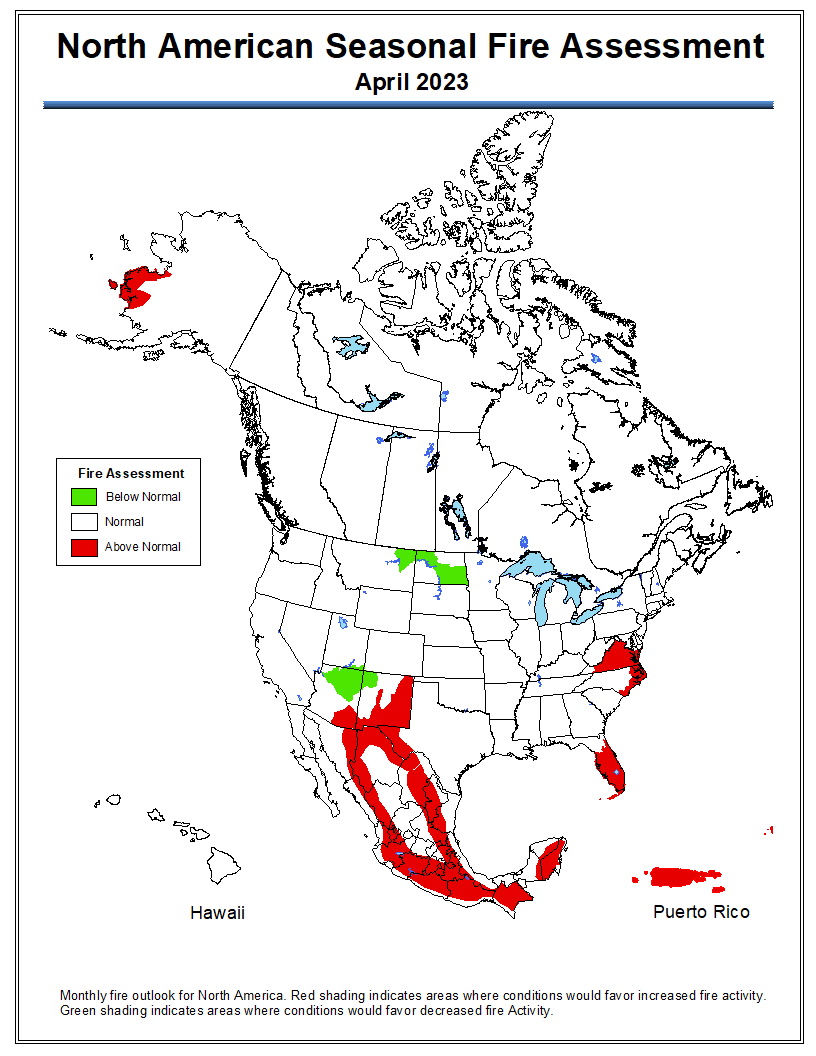 North American Seasonal Fire Assessment
April 2023
Fire Assessment
Below Normal
Normal
Above Normal
Hawaii
Puerto Rico
Monthly fire outlook for North America. Red shading indicates areas where conditions would favor increased fire activity.
Green shading indicates areas where conditions would favor decreased fire Activity.